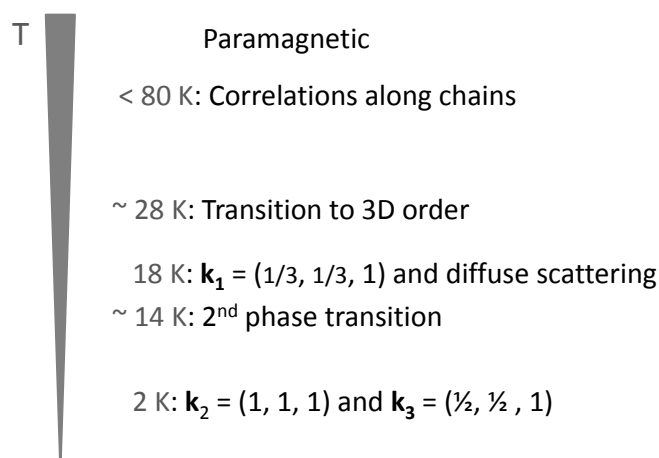 T
Paramagnetic
< 80 K: Correlations along chains
~ 28 K: Transition to 3D order
18 K: k₁ = (1/3, 1/3, 1) and diffuse scattering
~ 14 K: 2ⁿᵈ phase transition
2 K: k₂ = (1, 1, 1) and k₃ = (½, ½ , 1)